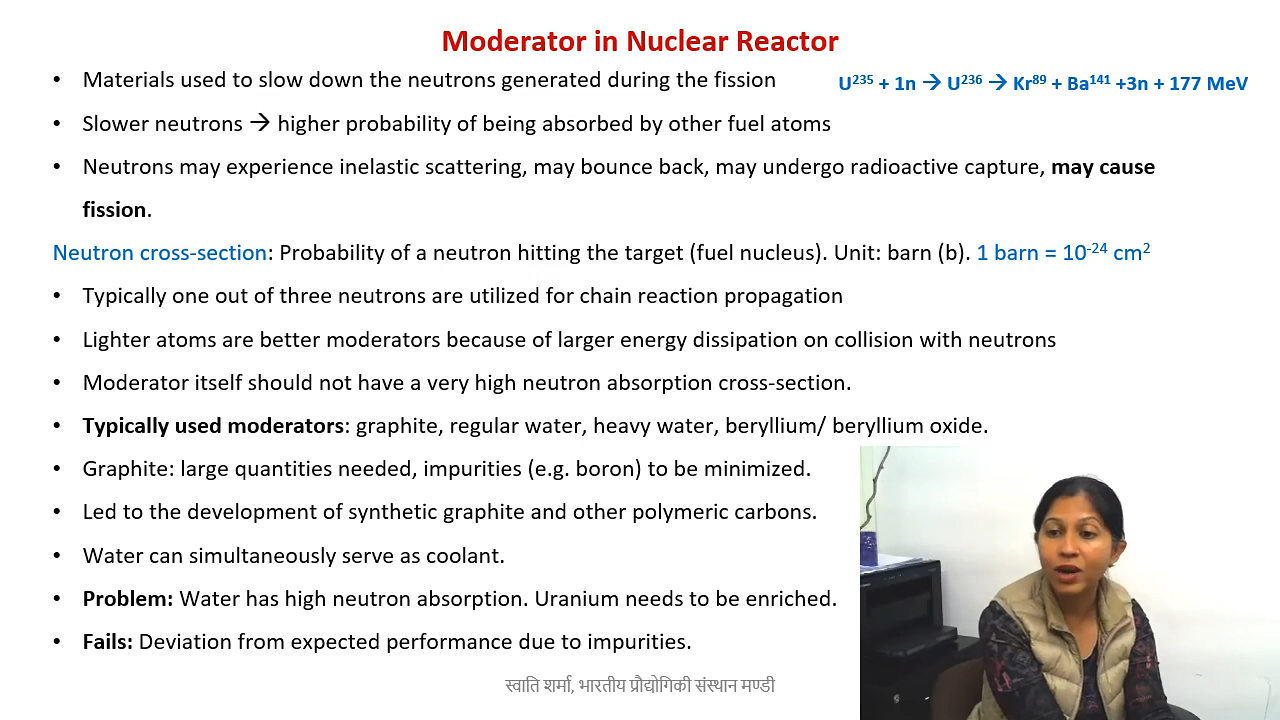 Moderator in Nuclear Reactor
• Materials used to slow down the neutrons generated during the fission
U²³⁵ + 1n → U²³⁶ → Kr⁸⁹ + Ba¹⁴¹ +3n + 177 MeV
• Slower neutrons → higher probability of being absorbed by other fuel atoms
• Neutrons may experience inelastic scattering, may bounce back, may undergo radioactive capture, may cause
fission.
Neutron cross-section: Probability of a neutron hitting the target (fuel nucleus). Unit: barn (b). 1 barn = 10⁻²⁴ cm²
• Typically one out of three neutrons are utilized for chain reaction propagation
• Lighter atoms are better moderators because of larger energy dissipation on collision with neutrons
• Moderator itself should not have a very high neutron absorption cross-section.
• Typically used moderators: graphite, regular water, heavy water, beryllium/ beryllium oxide.
• Graphite: large quantities needed, impurities (e.g. boron) to be minimized.
• Led to the development of synthetic graphite and other polymeric carbons.
• Water can simultaneously serve as coolant.
• Problem: Water has high neutron absorption. Uranium needs to be enriched.
• Fails: Deviation from expected performance due to impurities.
स्वाति शर्मा, भारतीय प्रौद्योगिकी संस्थान मण्डी